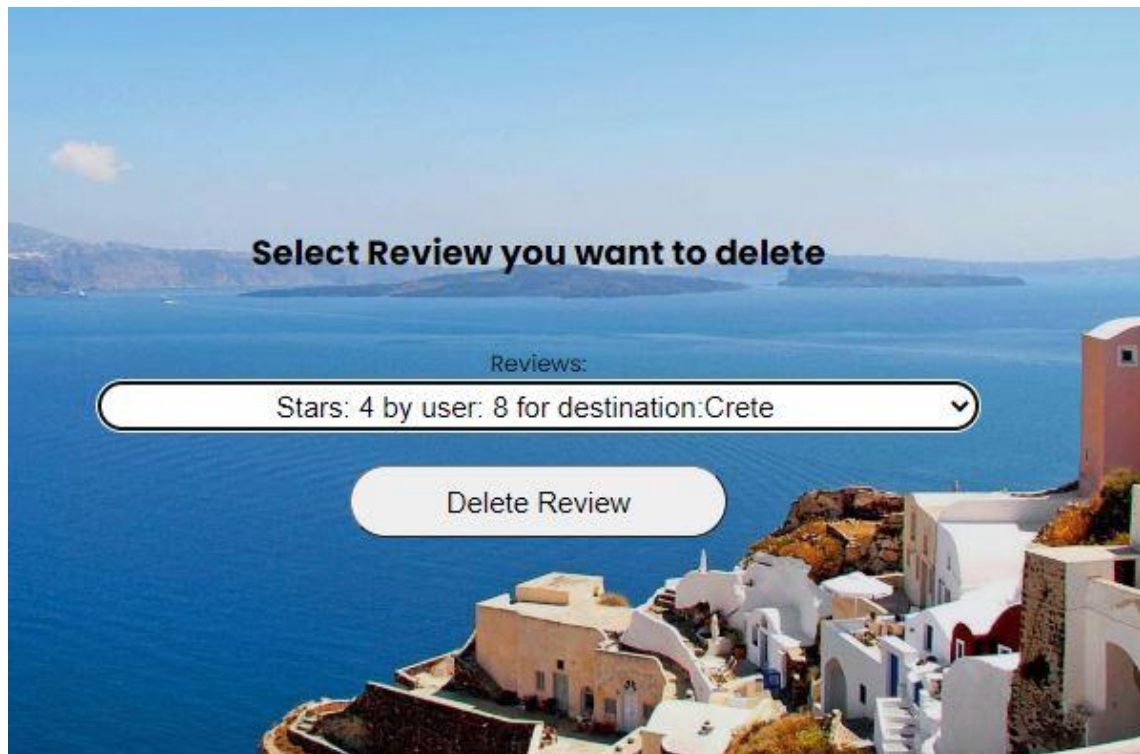 Select Review you want to delete
Reviews:
Stars: 4 by user: 8 for destination:Crete
Delete Review